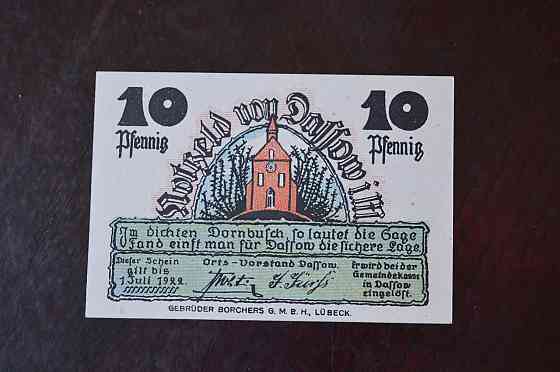 10
Pfennig
Notgeld von Dassow i.M.
10
Pfennig
Im dichten Dornbusch, so lautet die Sage
Fand einst man für Dassow die sichere Lage.
Dieser Schein
gilt bis
1 Juli 1922
Orts-Vorstand Dassow.
Er wird bei der
Gemeindekasse
in Dassow
eingelöst.
GEBRÜDER BORCHERS G. M. B. H., LÜBECK.